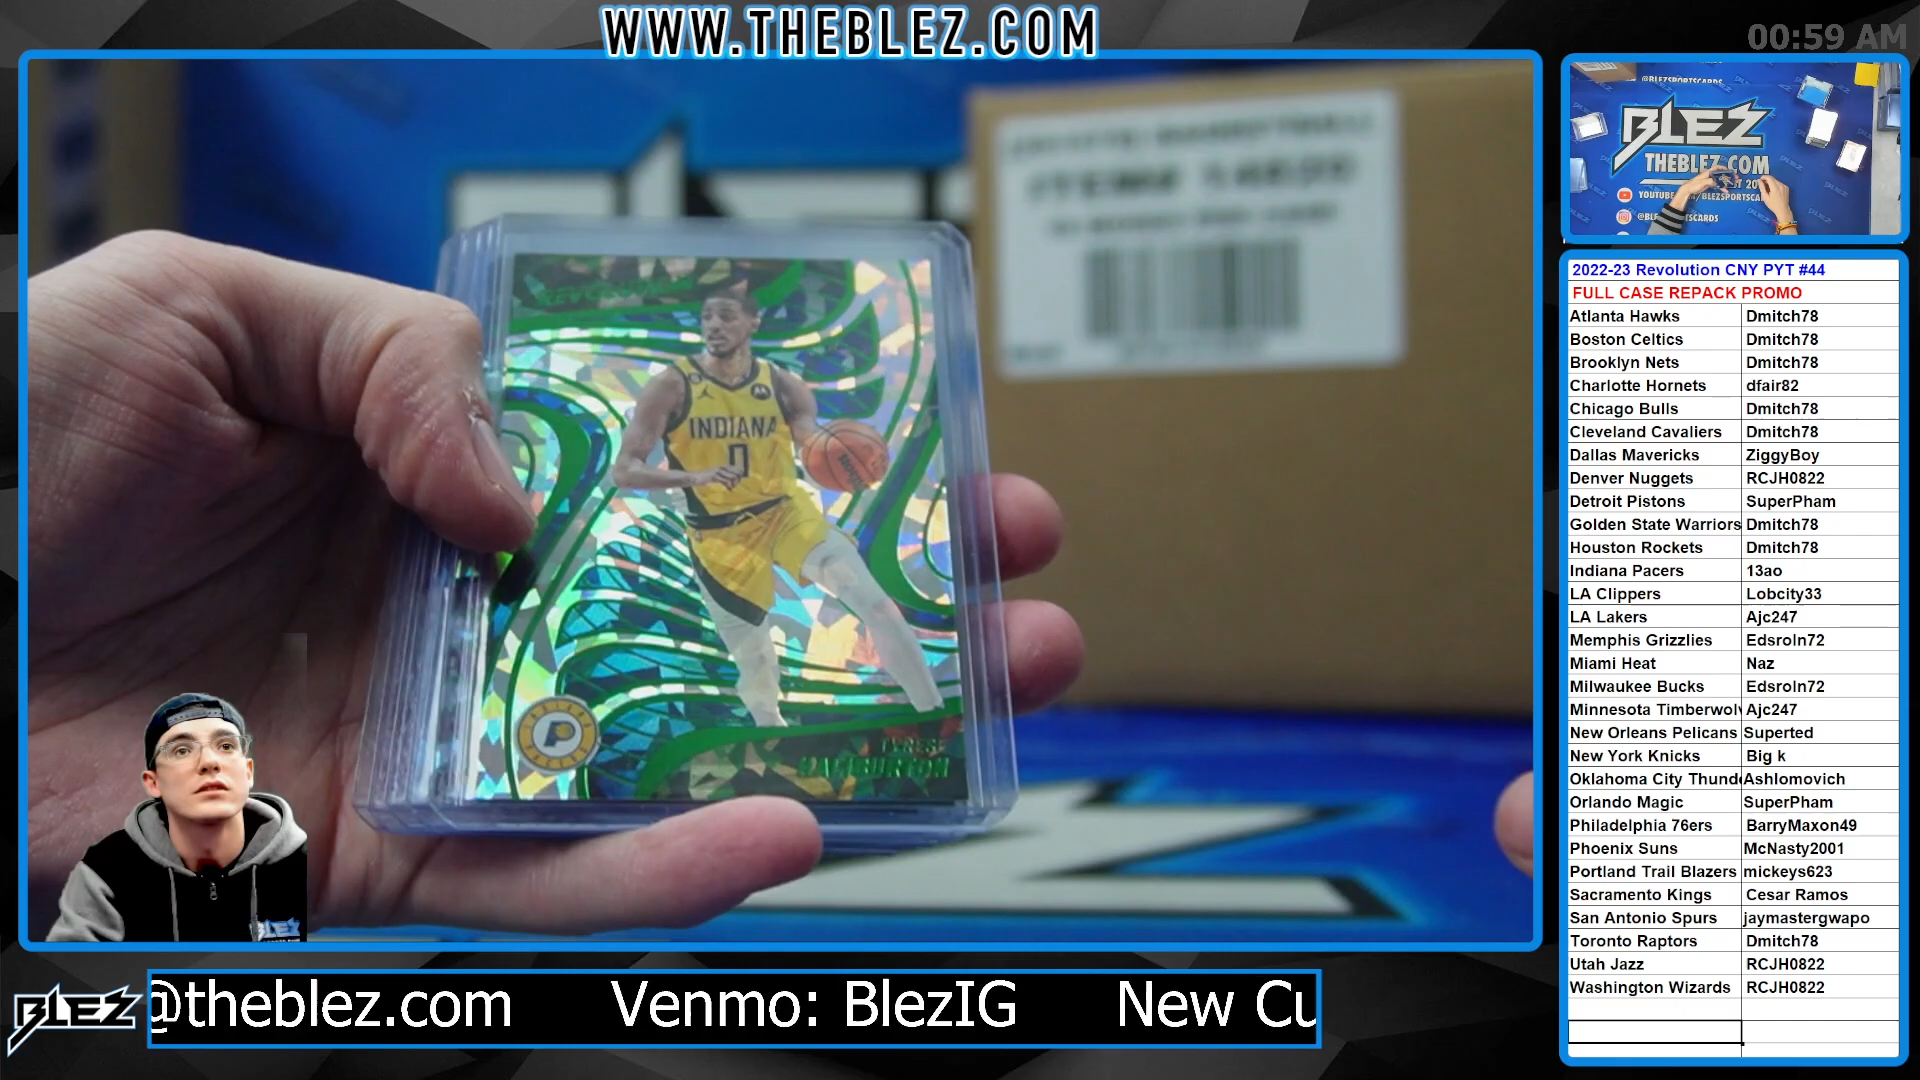 WWW.THEBLEZ.COM
00:59 AM
INDIANA
0
TYRESE
HALIBURTON
@BLEZSPORTSCARDS
BLEZ
THEBLEZ.COM
2022-23 Revolution CNY PYT #44
FULL CASE REPACK PROMO
Atlanta Hawks Dmitch78
Boston Celtics Dmitch78
Brooklyn Nets Dmitch78
Charlotte Hornets dfair82
Chicago Bulls Dmitch78
Cleveland Cavaliers Dmitch78
Dallas Mavericks ZiggyBoy
Denver Nuggets RCJH0822
Detroit Pistons SuperPham
Golden State Warriors Dmitch78
Houston Rockets Dmitch78
Indiana Pacers 13ao
LA Clippers Lobcity33
LA Lakers Ajc247
Memphis Grizzlies Edsroln72
Miami Heat Naz
Milwaukee Bucks Edsroln72
Minnesota Timberwolv Ajc247
New Orleans Pelicans Superted
New York Knicks Big k
Oklahoma City Thunde Ashlomovich
Orlando Magic SuperPham
Philadelphia 76ers BarryMaxon49
Phoenix Suns McNasty2001
Portland Trail Blazers mickeys623
Sacramento Kings Cesar Ramos
San Antonio Spurs jaymastergwapo
Toronto Raptors Dmitch78
Utah Jazz RCJH0822
Washington Wizards RCJH0822
BLEZ
@theblez.com Venmo: BlezIG New Cu